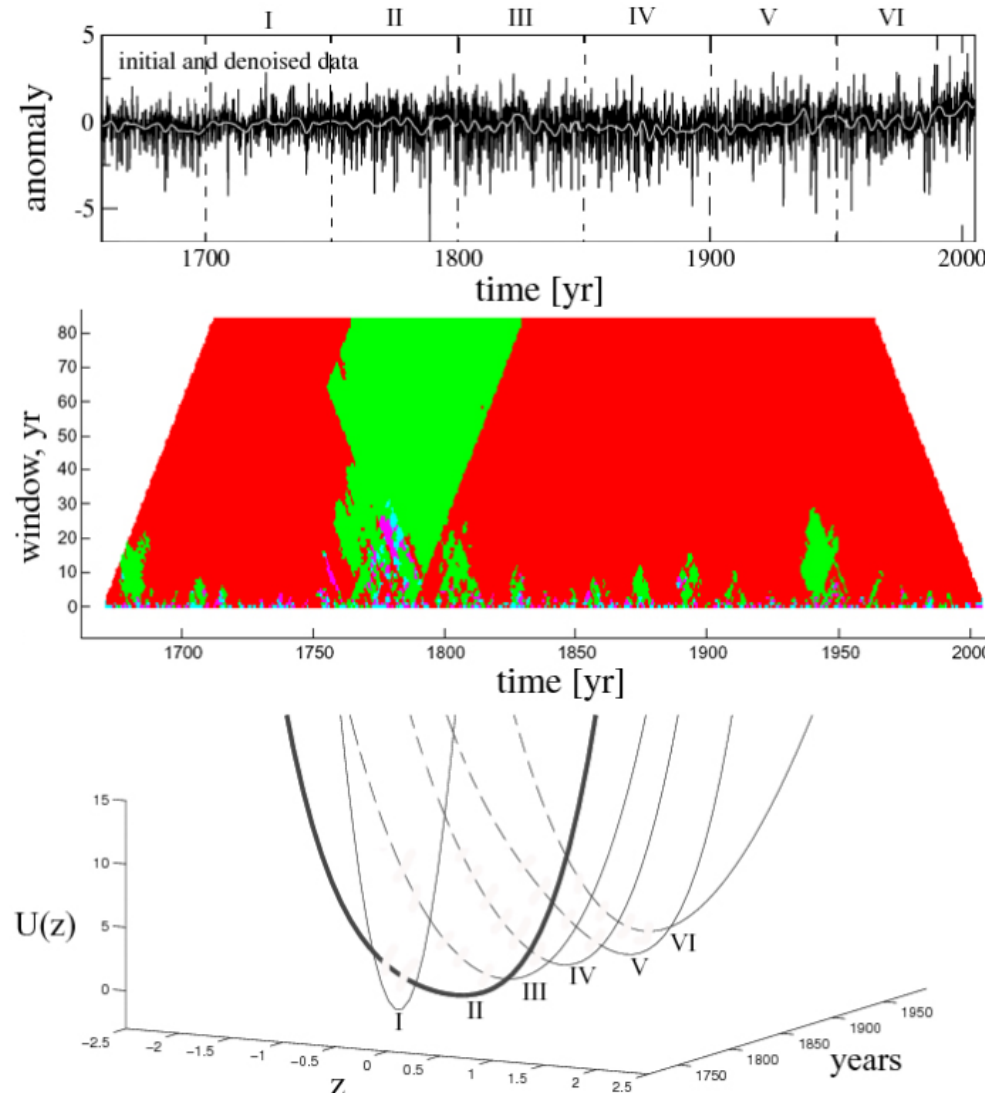 I II III IV V VI
5
initial and denoised data
0
-5
anomaly
1700 1800 1900 2000
time [yr]
80
70
60
50
40
30
20
10
0
window, yr
1700 1750 1800 1850 1900 1950 2000
time [yr]
15
10
5
0
U(z)
I II III IV V VI
-2.5 -2 -1.5 -1 -0.5 0 0.5 1 1.5 2 2.5
z
1750 1800 1850 1900 1950
years